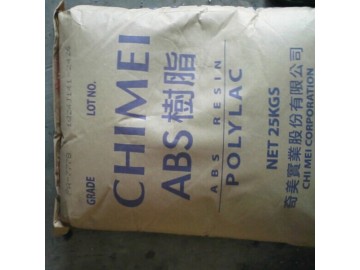 GRADE
LOT NO.
CHIMEI
ABS樹脂
ABS RESIN
POLYLAC
NET 25KGS
奇美實業股份有限公司
CHI MEI CORPORATION